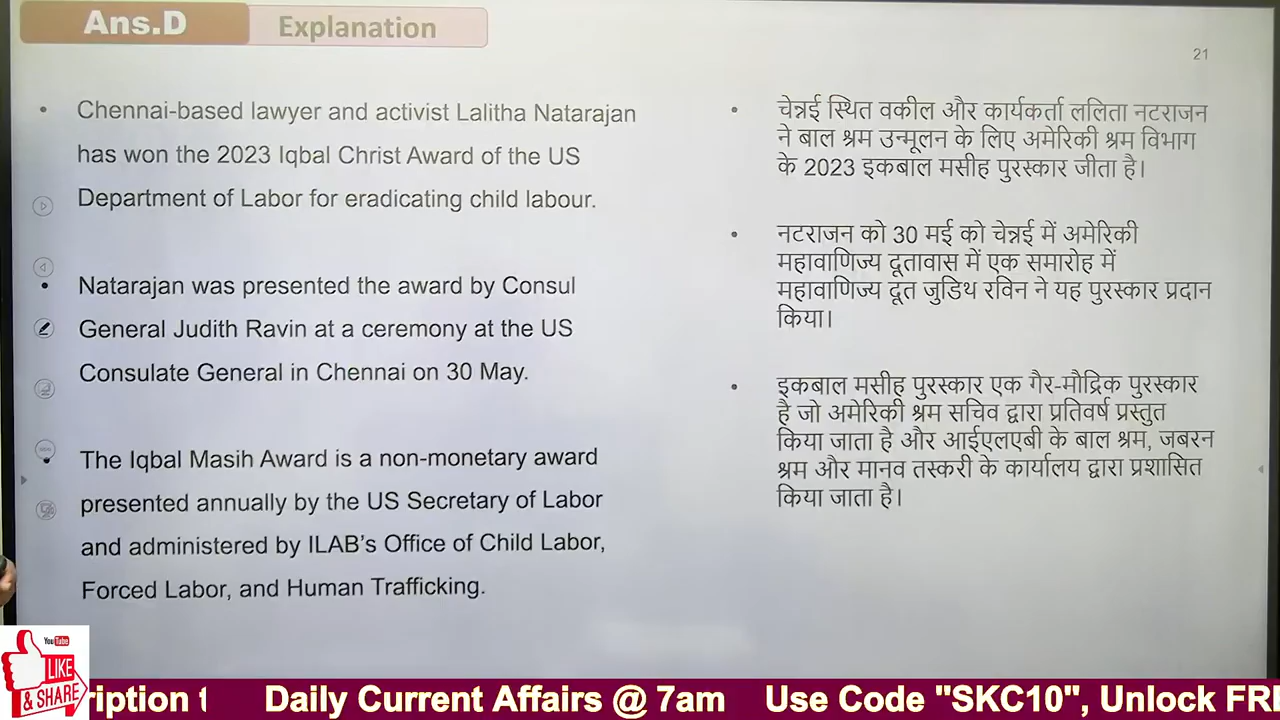 Ans.D
Explanation
21
• Chennai-based lawyer and activist Lalitha Natarajan
has won the 2023 Iqbal Christ Award of the US
Department of Labor for eradicating child labour.
• Natarajan was presented the award by Consul
General Judith Ravin at a ceremony at the US
Consulate General in Chennai on 30 May.
• The Iqbal Masih Award is a non-monetary award
presented annually by the US Secretary of Labor
and administered by ILAB's Office of Child Labor,
Forced Labor, and Human Trafficking.
• चेन्नई स्थित वकील और कार्यकर्ता ललिता नटराजन
ने बाल श्रम उन्मूलन के लिए अमेरिकी श्रम विभाग
के 2023 इकबाल मसीह पुरस्कार जीता है।
• नटराजन को 30 मई को चेन्नई में अमेरिकी
महावाणिज्य दूतावास में एक समारोह में
महावाणिज्य दूत जुडिथ रविन ने यह पुरस्कार प्रदान
किया।
• इकबाल मसीह पुरस्कार एक गैर-मौद्रिक पुरस्कार
है जो अमेरिकी श्रम सचिव द्वारा प्रतिवर्ष प्रस्तुत
किया जाता है और आईएलएबी के बाल श्रम, जबरन
श्रम और मानव तस्करी के कार्यालय द्वारा प्रशासित
किया जाता है।
YouTube
LIKE
& SHARE
ription t Daily Current Affairs @ 7am Use Code "SKC10", Unlock FRE